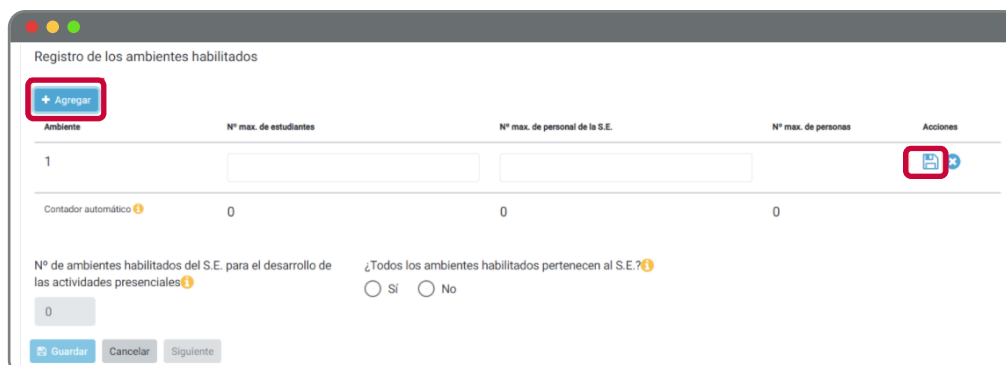 Registro de los ambientes habilitados
+ Agregar
Ambiente Nº max. de estudiantes Nº max. de personal de la S.E. Nº max. de personas Acciones
1
Contador automático 0 0 0
Nº de ambientes habilitados del S.E. para el desarrollo de
las actividades presenciales
¿Todos los ambientes habilitados pertenecen al S.E.?
Sí No
0
Guardar Cancelar Siguiente